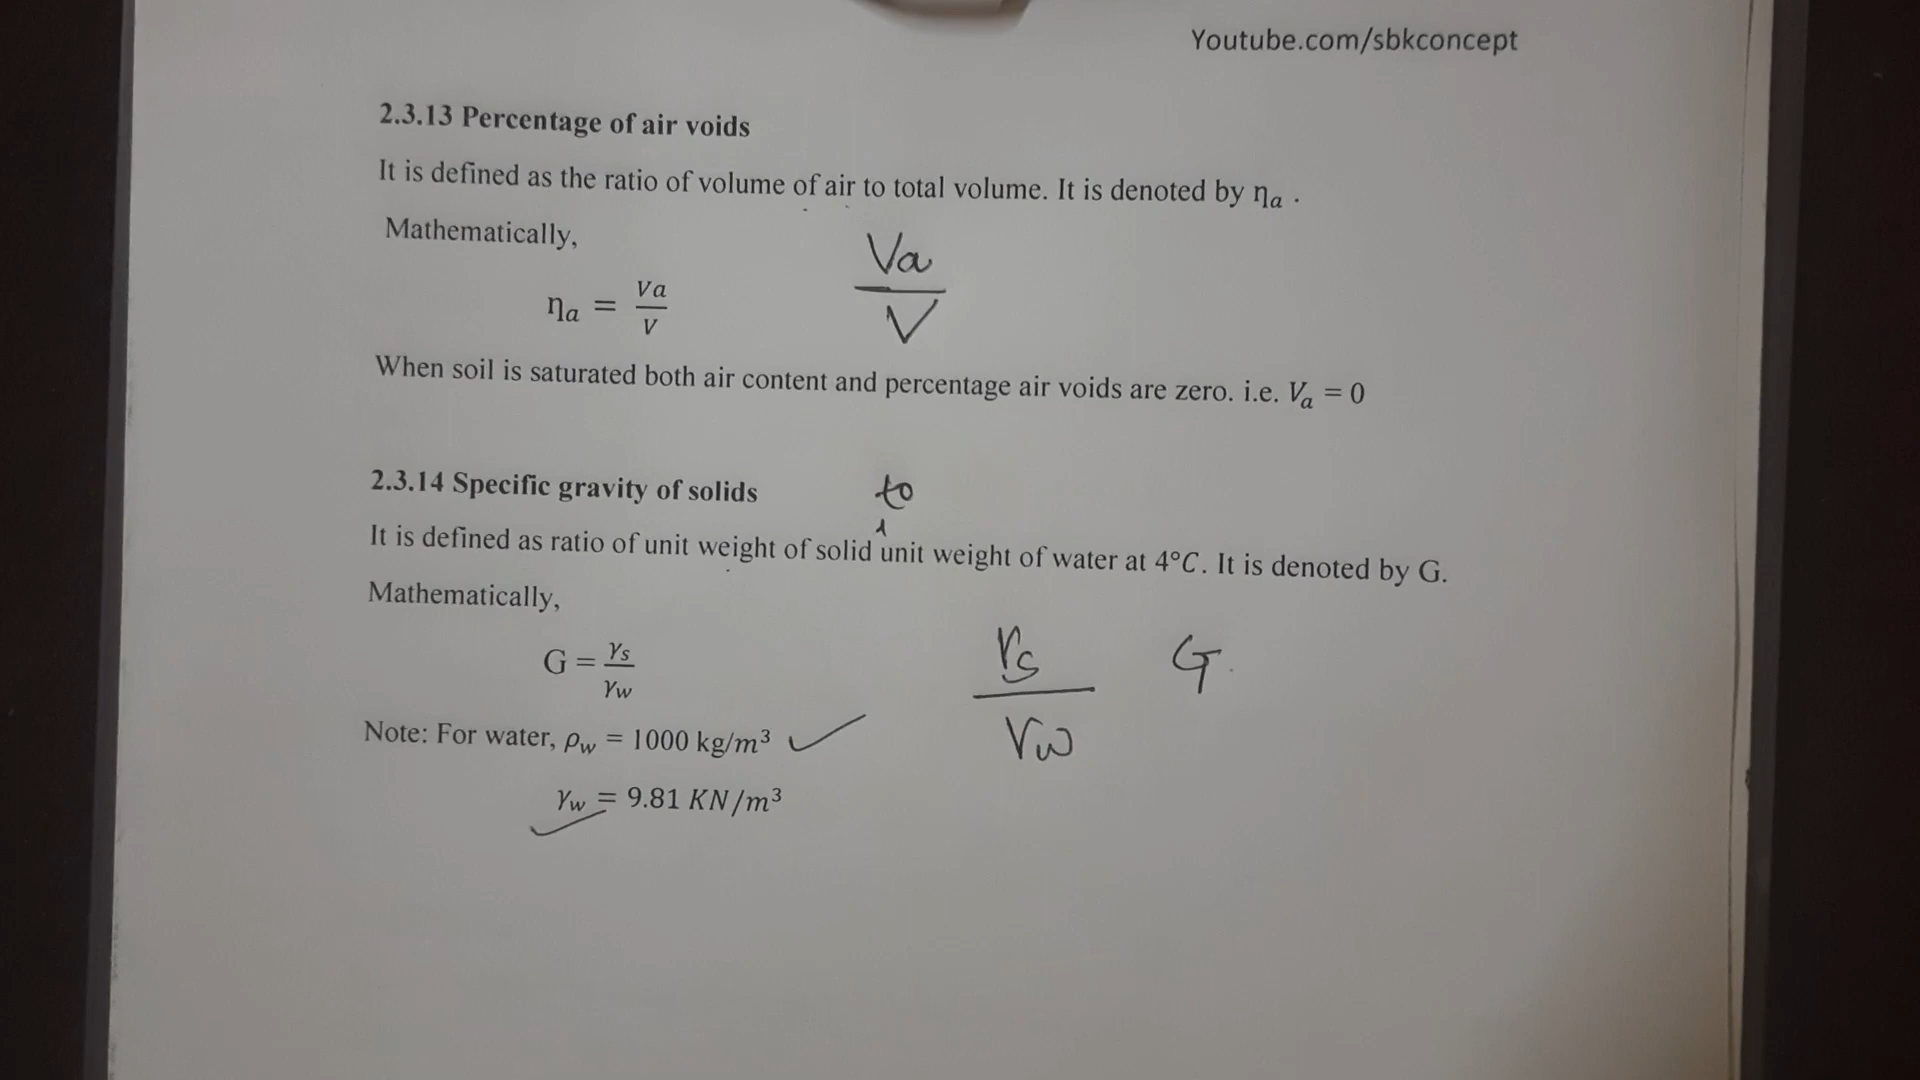 Youtube.com/sbkconcept
2.3.13 Percentage of air voids
It is defined as the ratio of volume of air to total volume. It is denoted by ηa .
Mathematically,
ηa = Va/V
Va/V
When soil is saturated both air content and percentage air voids are zero. i.e. Va = 0
2.3.14 Specific gravity of solids
to
It is defined as ratio of unit weight of solid unit weight of water at 4°C. It is denoted by G.
Mathematically,
G = γs/γw
γs/γw G
Note: For water, ρw = 1000 kg/m³
γw = 9.81 KN/m³